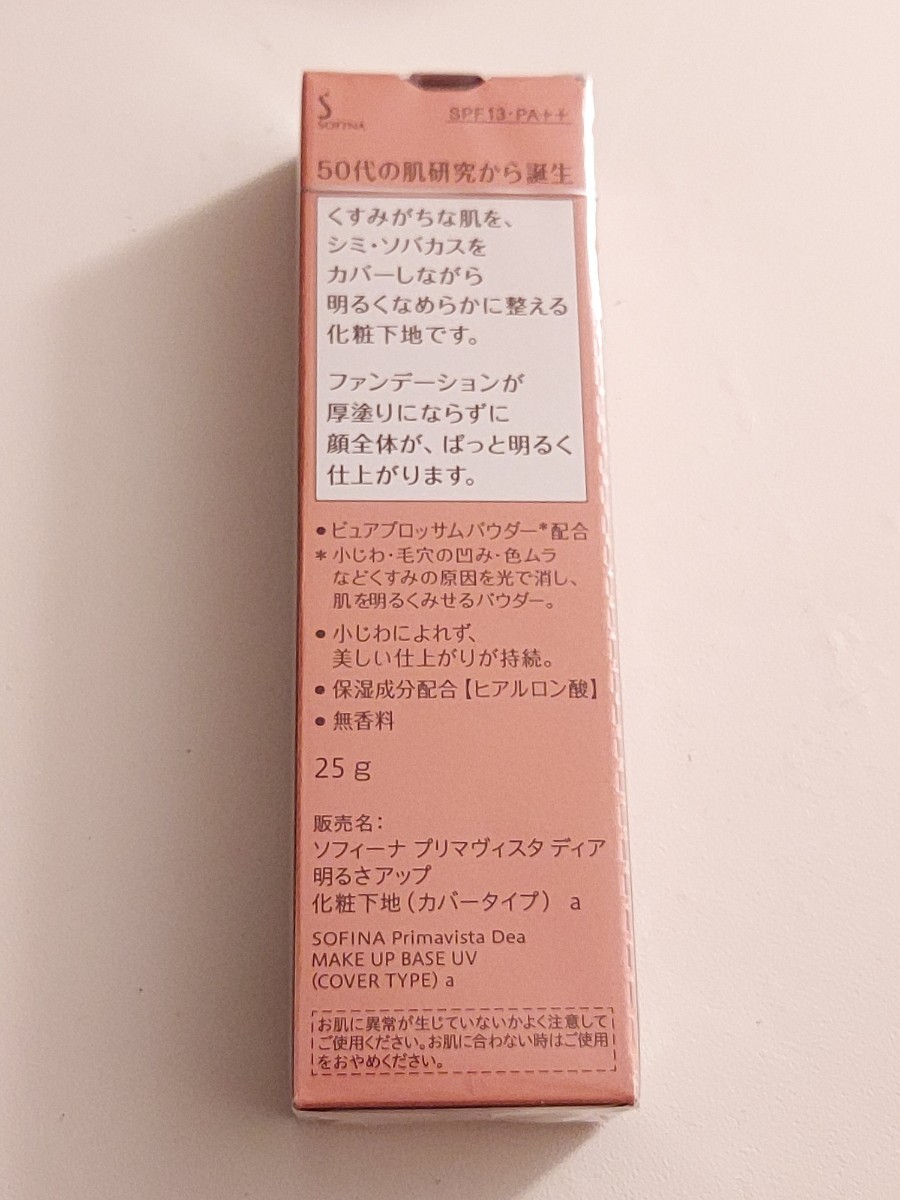 S
SOFINA
SPF13・PA++
50代の肌研究から誕生
くすみがちな肌を、
シミ・ソバカスを
カバーしながら
明るくなめらかに整える
化粧下地です。
ファンデーションが
厚塗りにならずに
顔全体が、ぱっと明るく
仕上がります。
●ピュアブロッサムパウダー*配合
*小じわ・毛穴の凹み・色ムラ
などくすみの原因を光で消し、
肌を明るくみせるパウダー。
●小じわによれず、
美しい仕上がりが持続。
●保湿成分配合【ヒアルロン酸】
●無香料
25g
販売名：
ソフィーナ プリマヴィスタ ディア
明るさアップ
化粧下地（カバータイプ） a
SOFINA Primavista Dea
MAKE UP BASE UV
(COVER TYPE) a
お肌に異常が生じていないかよく注意して
ご使用ください。お肌に合わない時はご使用
をおやめください。